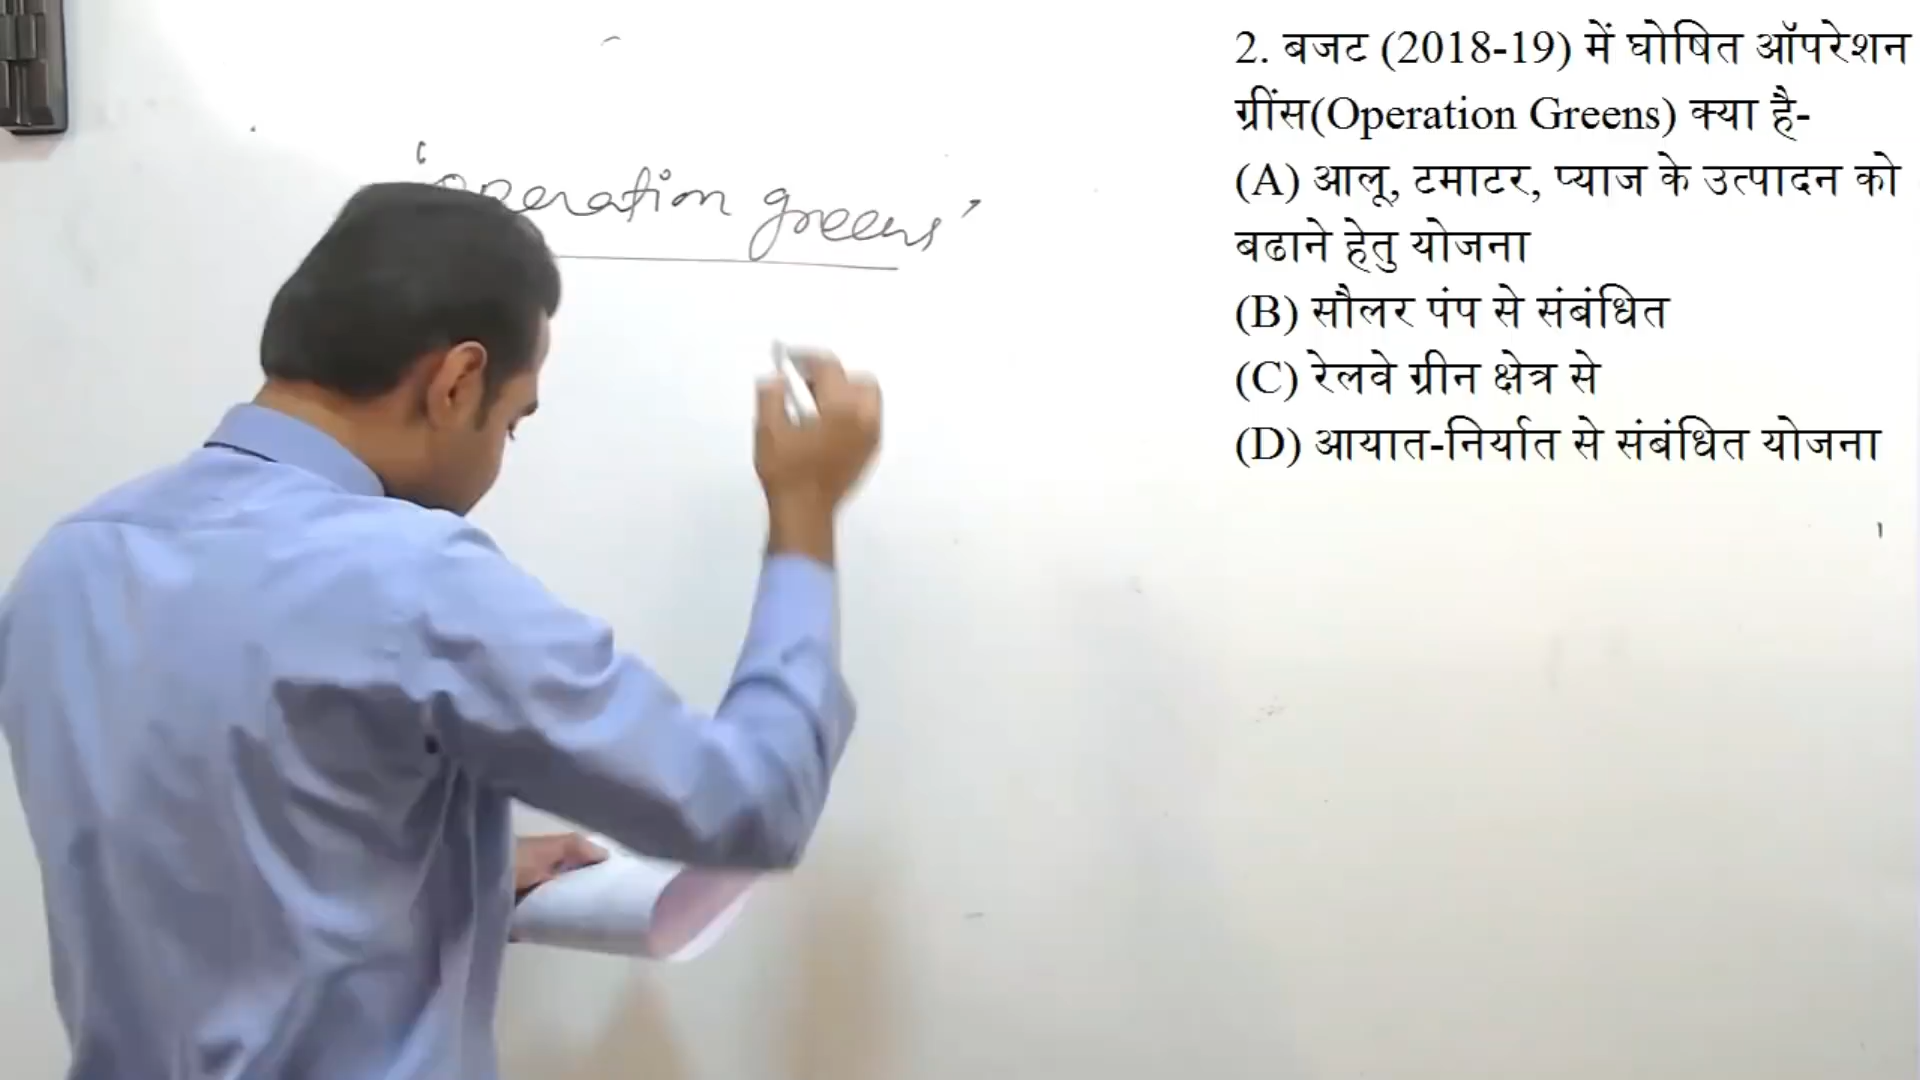 'operation greens'
2. बजट (2018-19) में घोषित ऑपरेशन
ग्रींस(Operation Greens) क्या है-
(A) आलू, टमाटर, प्याज के उत्पादन को
बढाने हेतु योजना
(B) सौलर पंप से संबंधित
(C) रेलवे ग्रीन क्षेत्र से
(D) आयात-निर्यात से संबंधित योजना